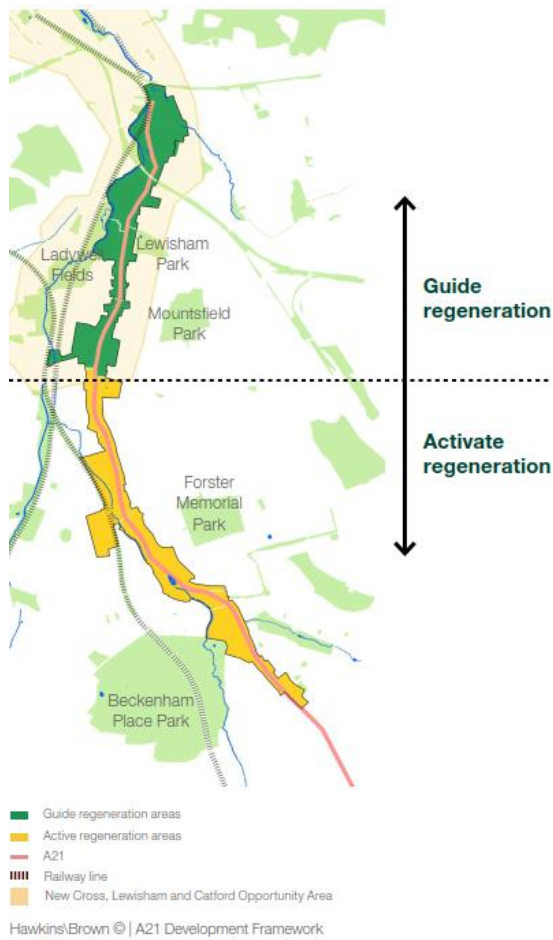 Lewisham
Park
Ladywell
Fields
Mountsfield
Park
Guide
regeneration
Activate
regeneration
Forster
Memorial
Park
Beckenham
Place Park
Guide regeneration areas
Active regeneration areas
A21
Railway line
New Cross, Lewisham and Catford Opportunity Area
Hawkins\Brown © | A21 Development Framework